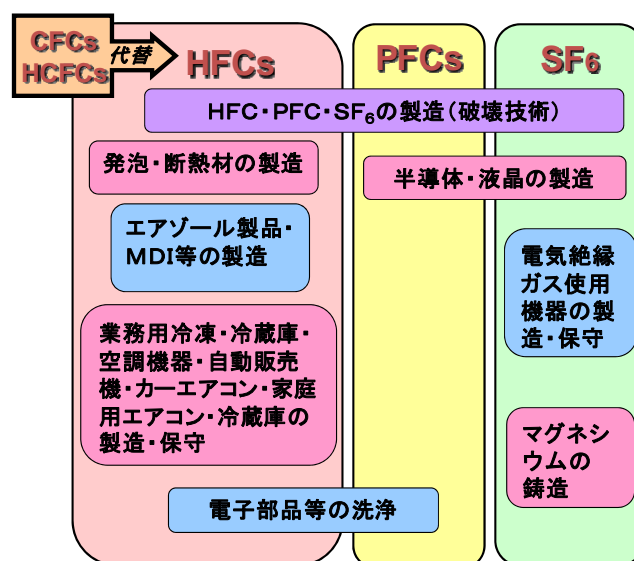 CFCs
HCFCs
代替
HFCs
PFCs
SF6
HFC・PFC・SF6の製造（破壊技術）
発泡・断熱材の製造
半導体・液晶の製造
エアゾール製品・
MDI等の製造
電気絶縁
ガス使用
機器の製
造・保守
業務用冷凍・冷蔵庫・
空調機器・自動販売
機・カーエアコン・家庭
用エアコン・冷蔵庫の
製造・保守
マグネシ
ウムの
鋳造
電子部品等の洗浄